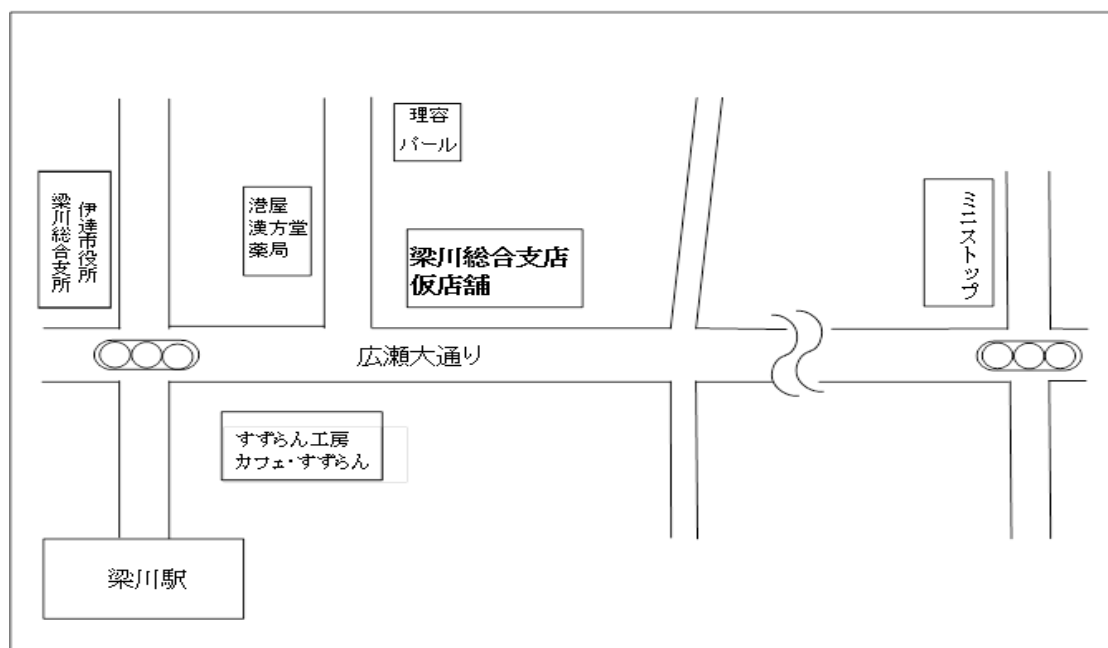 理容
パール
伊達市役所
梁川総合支所
港屋
漢方堂
薬局
梁川総合支店
仮店舗
ミニストップ
広瀬大通り
すずらん工房
カフェ・すずらん
梁川駅